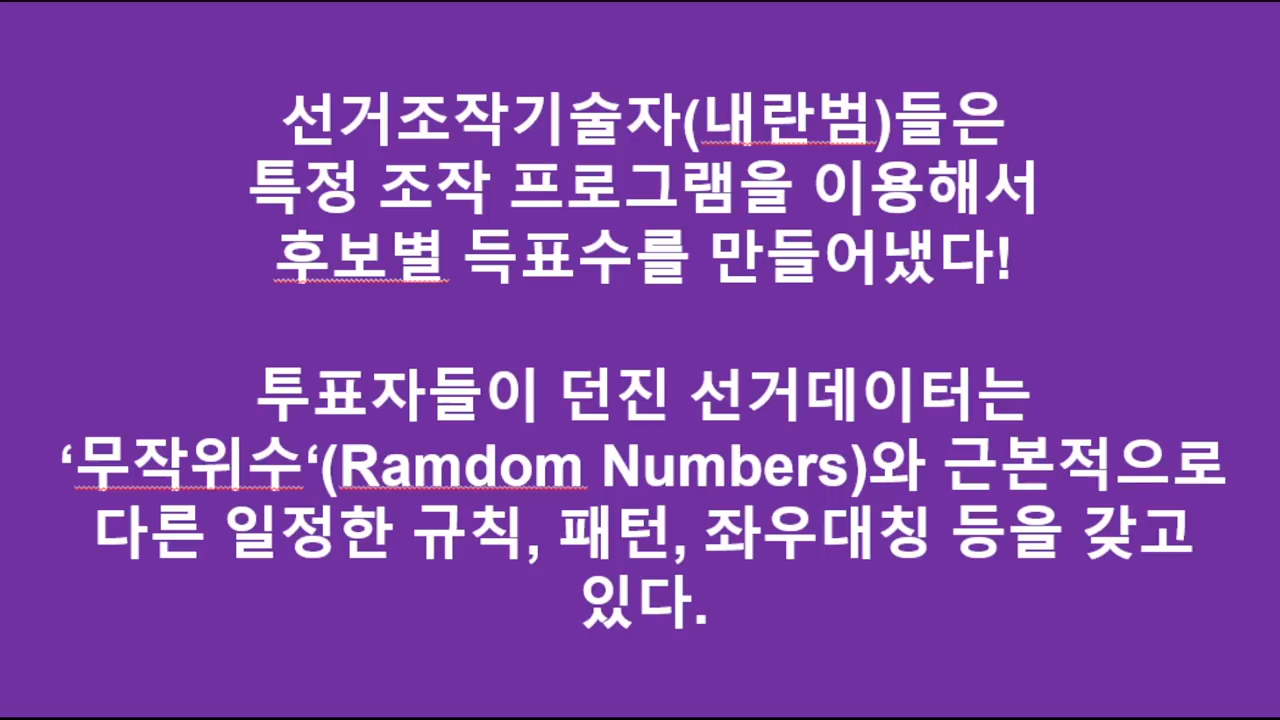 선거조작기술자(내란범)들은
특정 조작 프로그램을 이용해서
후보별 득표수를 만들어냈다!
투표자들이 던진 선거데이터는
‘무작위수‘(Ramdom Numbers)와 근본적으로
다른 일정한 규칙, 패턴, 좌우대칭 등을 갖고
있다.